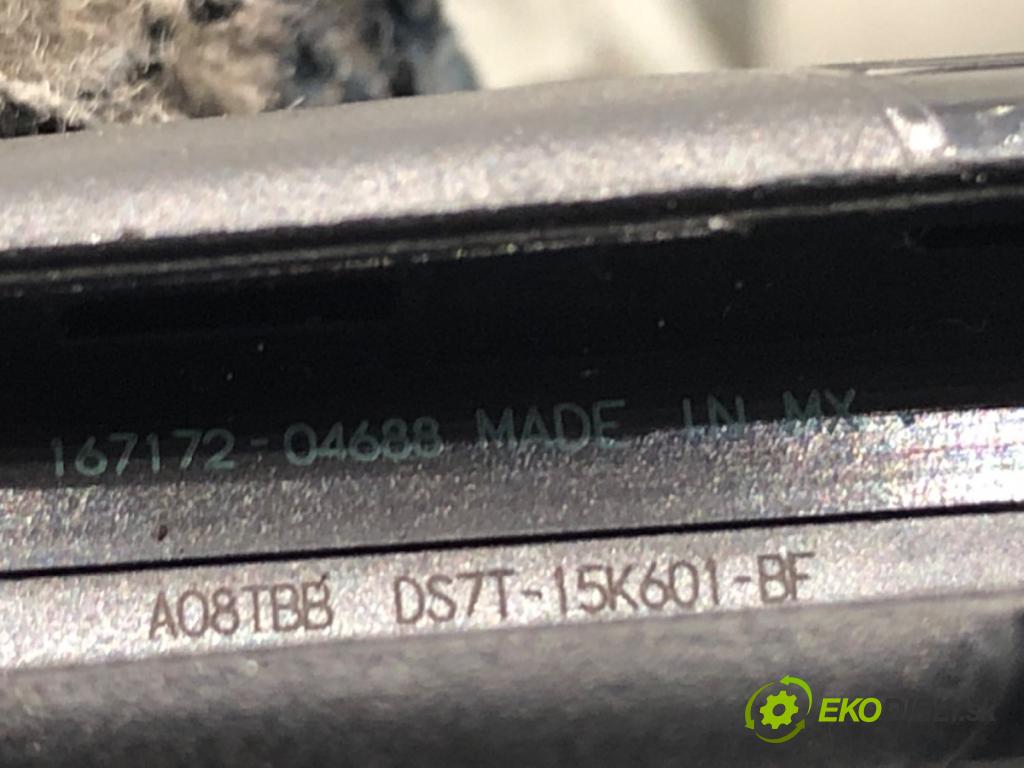 167172-04688 MADE IN MX
A08TBB DS7T-15K601-BF
EKO